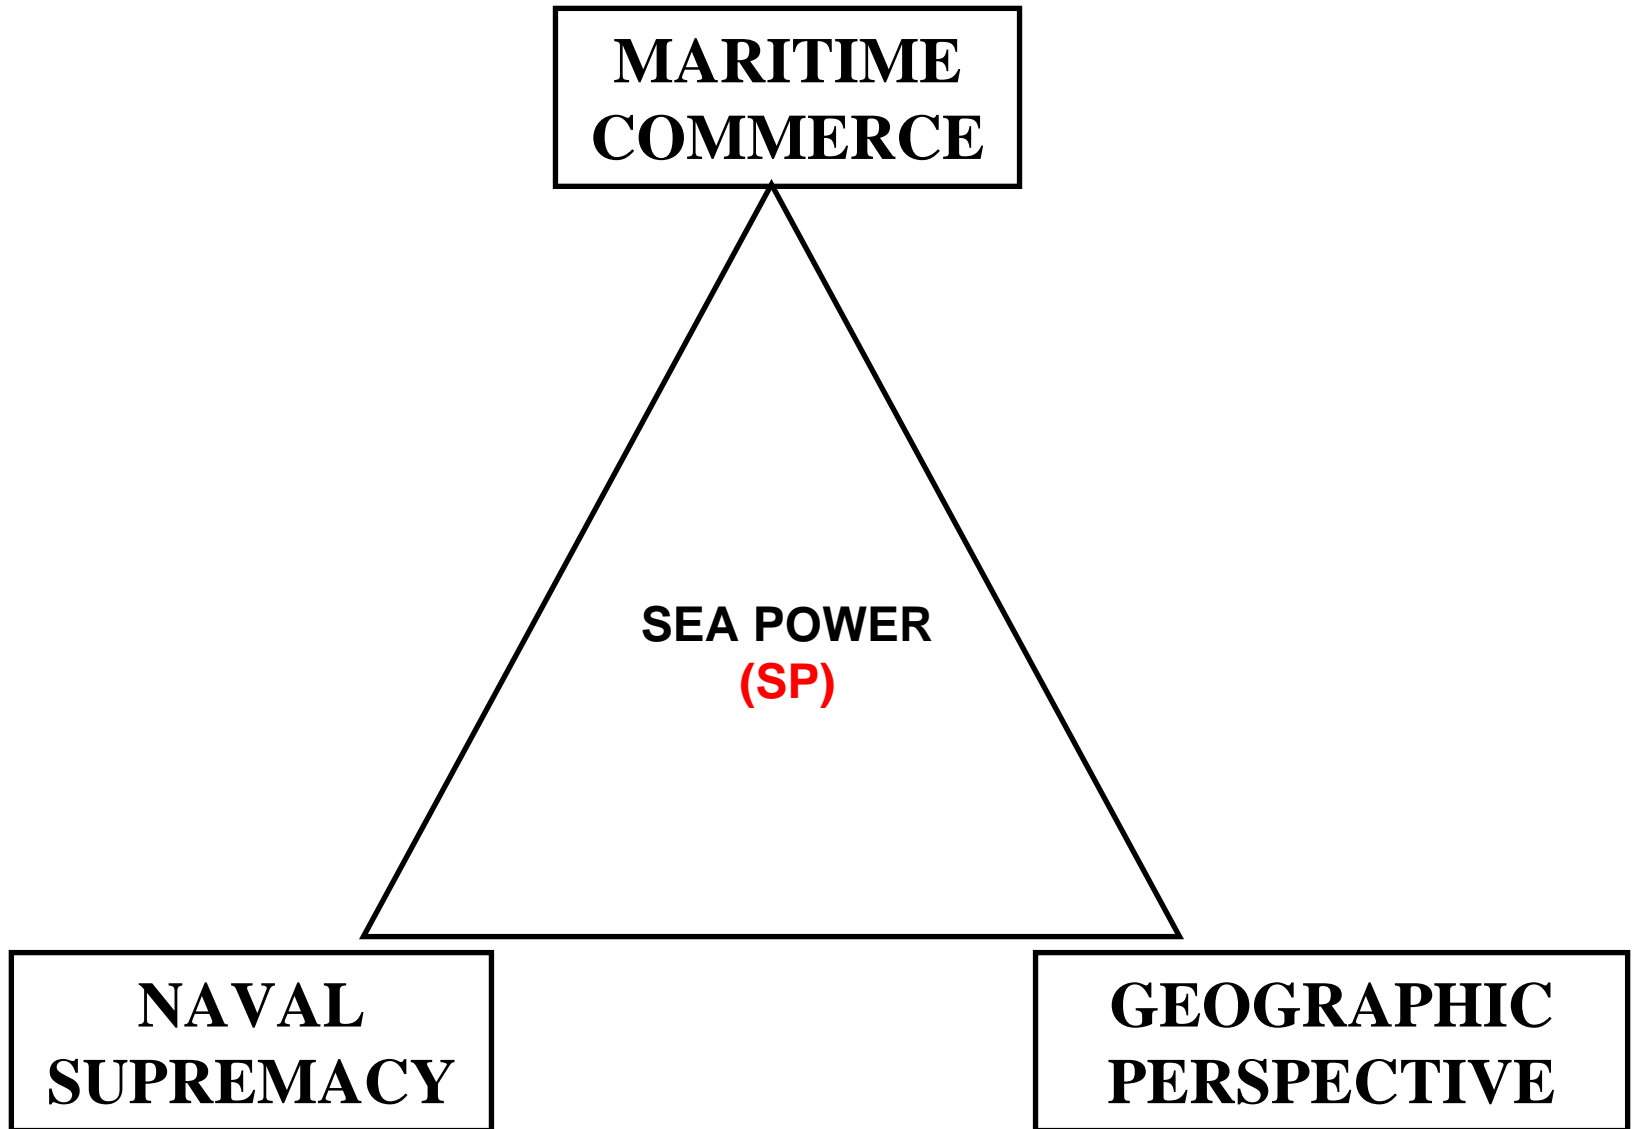 MARITIME
COMMERCE
SEA POWER
(SP)
NAVAL
SUPREMACY
GEOGRAPHIC
PERSPECTIVE